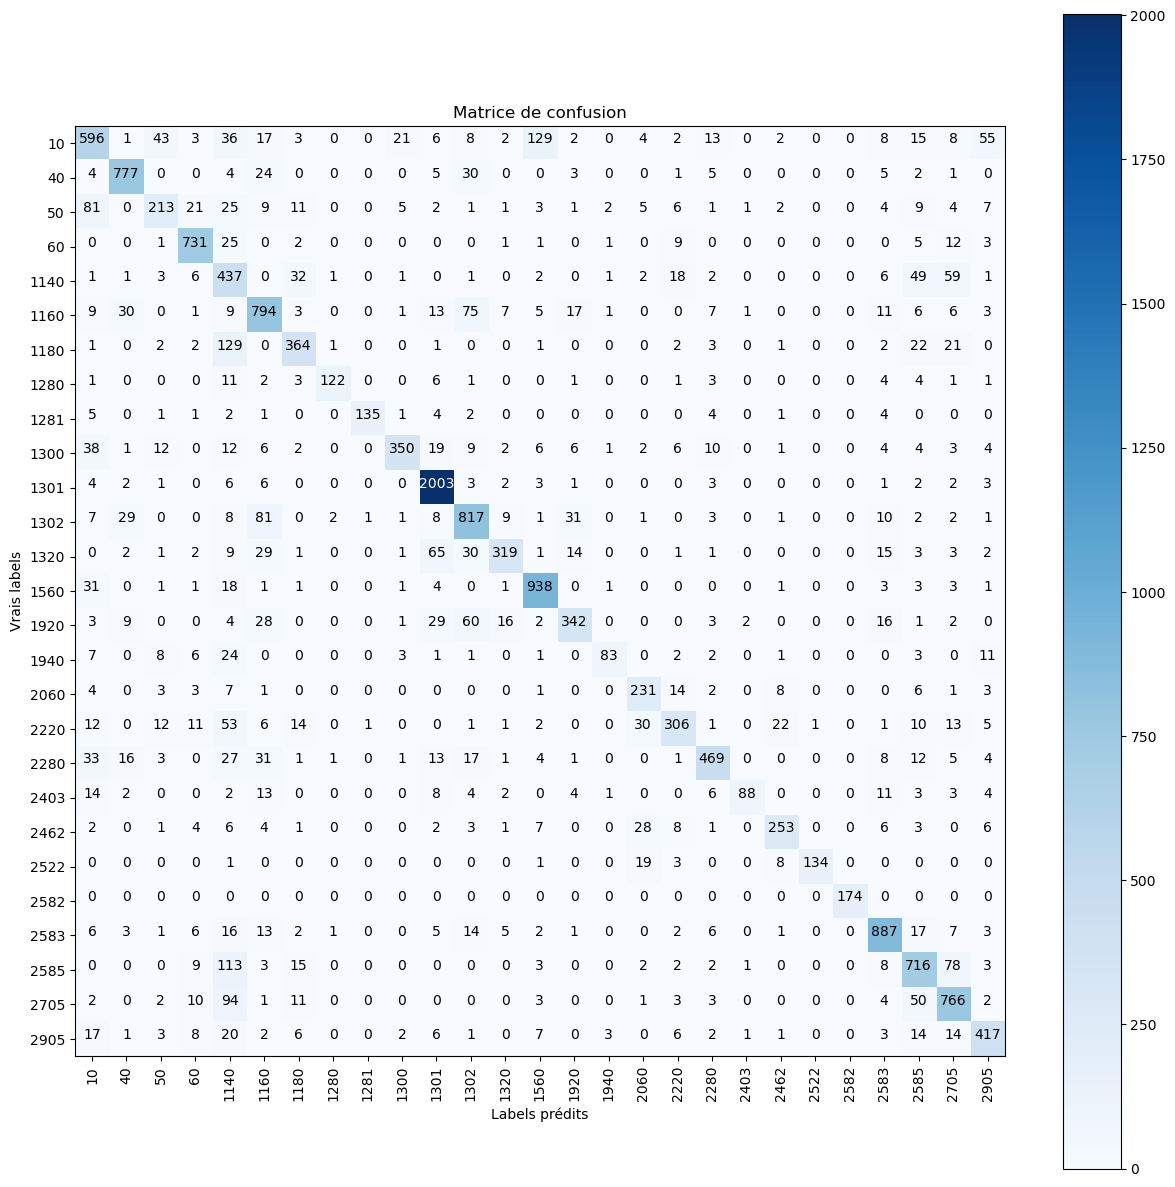 Matrice de confusion
10 596 1 43 3 36 17 3 0 0 21 6 8 2 129 2 0 4 2 13 0 2 0 0 8 15 8 55
40 4 777 0 0 4 24 0 0 0 0 5 30 0 0 3 0 0 1 5 0 0 0 0 5 2 1 0
50 81 0 213 21 25 9 11 0 0 5 2 1 1 3 1 2 5 6 1 1 2 0 0 4 9 4 7
60 0 0 1 731 25 0 2 0 0 0 0 0 1 1 0 1 0 9 0 0 0 0 0 0 5 12 3
1140 1 1 3 6 437 0 32 1 0 1 0 1 0 2 0 1 2 18 2 0 0 0 0 6 49 59 1
1160 9 30 0 1 9 794 3 0 0 1 13 75 7 5 17 1 0 0 7 1 0 0 0 11 6 6 3
1180 1 0 2 2 129 0 364 1 0 0 1 0 0 1 0 0 0 2 3 0 1 0 0 2 22 21 0
1280 1 0 0 0 11 2 3 122 0 0 6 1 0 0 1 0 0 1 3 0 0 0 0 4 4 1 1
1281 5 0 1 1 2 1 0 0 135 1 4 2 0 0 0 0 0 0 4 0 1 0 0 4 0 0 0
1300 38 1 12 0 12 6 2 0 0 350 19 9 2 6 6 1 2 6 10 0 1 0 0 4 4 3 4
1301 4 2 1 0 6 6 0 0 0 0 2003 3 2 3 1 0 0 0 3 0 0 0 0 1 2 2 3
1302 7 29 0 0 8 81 0 2 1 1 8 817 9 1 31 0 1 0 3 0 1 0 0 10 2 2 1
1320 0 2 1 2 9 29 1 0 0 1 65 30 319 1 14 0 0 1 1 0 0 0 0 15 3 3 2
1560 31 0 1 1 18 1 1 0 0 1 4 0 1 938 0 1 0 0 0 0 1 0 0 3 3 3 1
1920 3 9 0 0 4 28 0 0 0 1 29 60 16 2 342 0 0 0 3 2 0 0 0 16 1 2 0
1940 7 0 8 6 24 0 0 0 0 3 1 1 0 1 0 83 0 2 2 0 1 0 0 0 3 0 11
2060 4 0 3 3 7 1 0 0 0 0 0 0 0 1 0 0 231 14 2 0 8 0 0 0 6 1 3
2220 12 0 12 11 53 6 14 0 1 0 0 1 1 2 0 0 30 306 1 0 22 1 0 1 10 13 5
2280 33 16 3 0 27 31 1 1 0 1 13 17 1 4 1 0 0 1 469 0 0 0 0 8 12 5 4
2403 14 2 0 0 2 13 0 0 0 0 8 4 2 0 4 1 0 0 6 88 0 0 0 11 3 3 4
2462 2 0 1 4 6 4 1 0 0 0 2 3 1 7 0 0 28 8 1 0 253 0 0 6 3 0 6
2522 0 0 0 0 1 0 0 0 0 0 0 0 0 1 0 0 19 3 0 0 8 134 0 0 0 0 0
2582 0 0 0 0 0 0 0 0 0 0 0 0 0 0 0 0 0 0 0 0 0 0 174 0 0 0 0
2583 6 3 1 6 16 13 2 1 0 0 5 14 5 2 1 0 0 2 6 0 1 0 0 887 17 7 3
2585 0 0 0 9 113 3 15 0 0 0 0 0 0 3 0 0 2 2 1 0 0 0 0 8 716 78 3
2705 2 0 2 10 94 1 11 0 0 0 0 0 0 3 0 0 1 3 3 0 0 0 0 4 50 766 2
2905 17 1 3 8 20 2 6 0 0 2 6 1 0 7 0 3 0 6 2 1 1 0 0 3 14 14 417
10 40 50 60 1140 1160 1180 1280 1281 1300 1301 1302 1320 1560 1920 1940 2060 2220 2280 2403 2462 2522 2582 2583 2585 2705 2905
Labels prédits
Vrais labels
2000
1750
1500
1250
1000
750
500
250
0